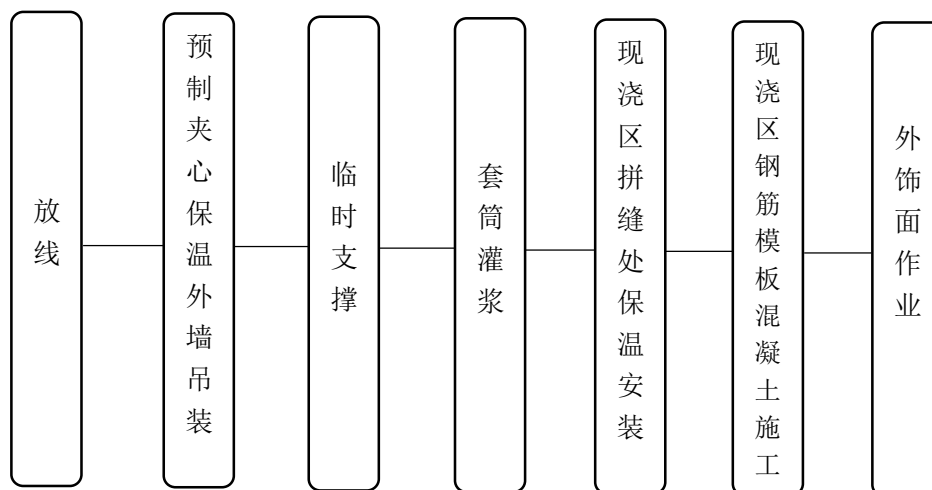 放线
预制夹心保温外墙吊装
临时支撑
套筒灌浆
现浇区拼缝处保温安装
现浇区钢筋模板混凝土施工
外饰面作业